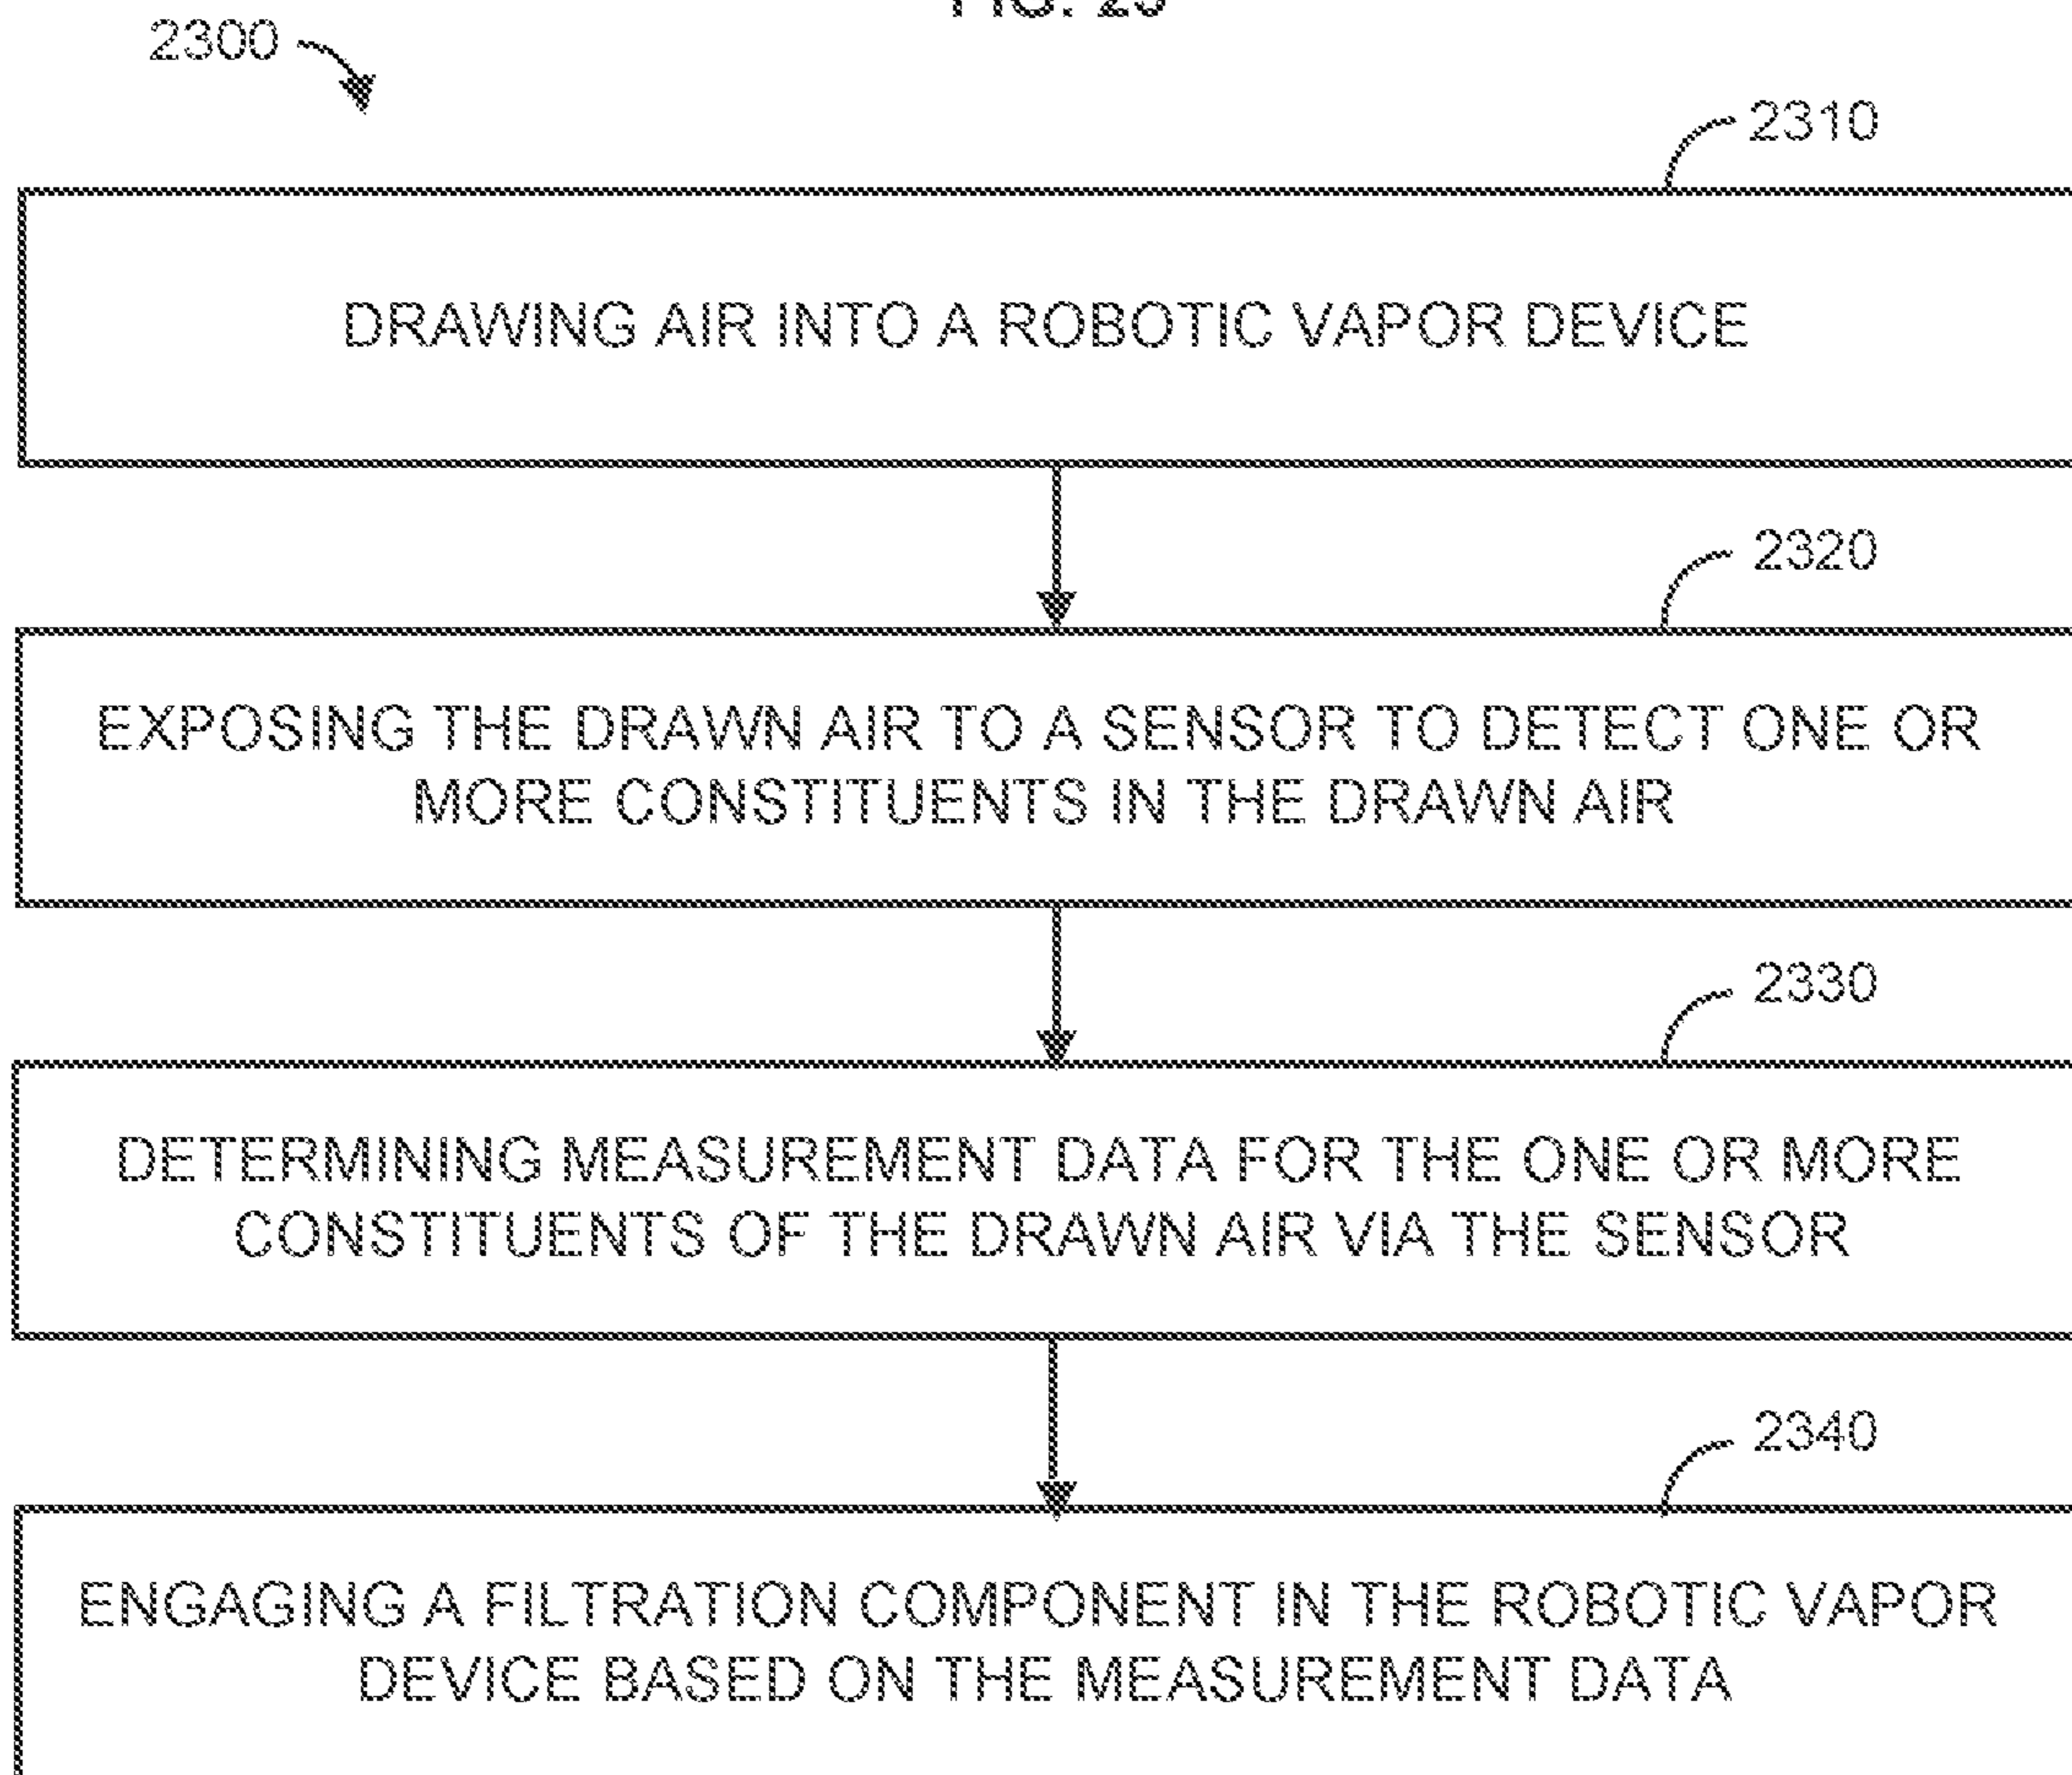 FIG. 23
2300
2310
DRAWING AIR INTO A ROBOTIC VAPOR DEVICE
2320
EXPOSING THE DRAWN AIR TO A SENSOR TO DETECT ONE OR
MORE CONSTITUENTS IN THE DRAWN AIR
2330
DETERMINING MEASUREMENT DATA FOR THE ONE OR MORE
CONSTITUENTS OF THE DRAWN AIR VIA THE SENSOR
2340
ENGAGING A FILTRATION COMPONENT IN THE ROBOTIC VAPOR
DEVICE BASED ON THE MEASUREMENT DATA